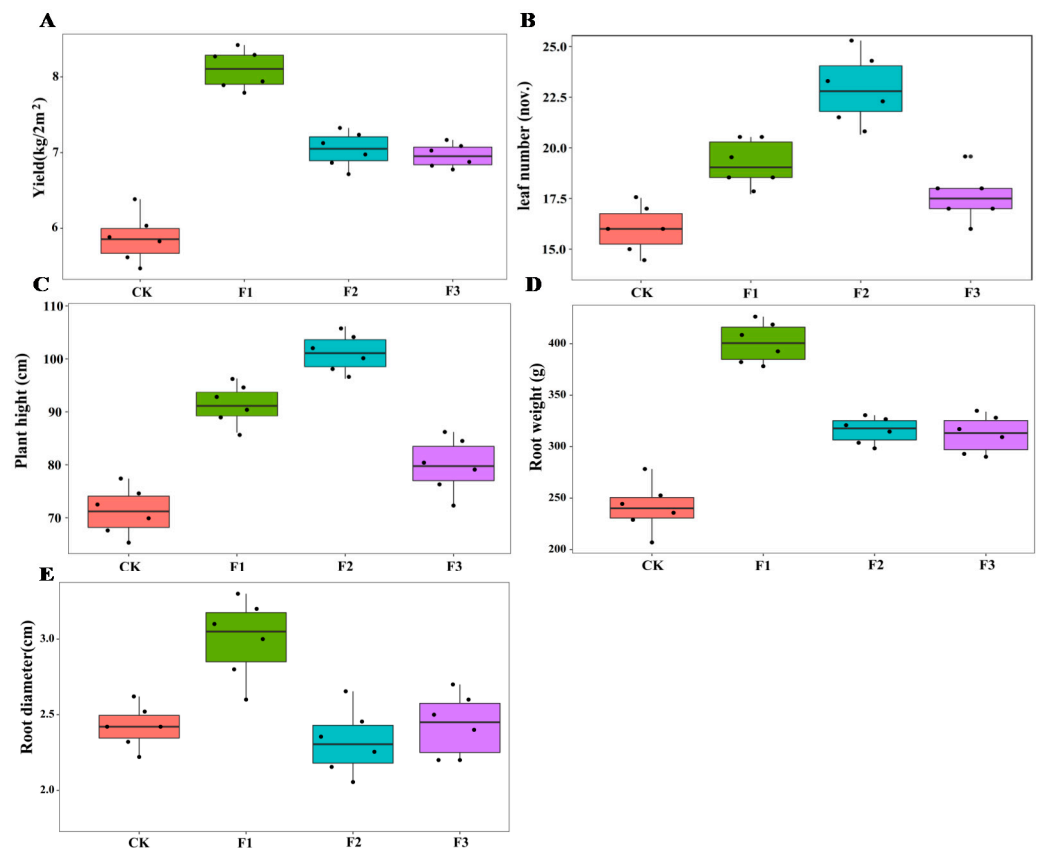 A
Yield(kg/2m²)
8
7
6
CK F1 F2 F3
B
leaf number (nov.)
25.0
22.5
20.0
17.5
15.0
CK F1 F2 F3
C
Plant hight (cm)
110
100
90
80
70
CK F1 F2 F3
D
Root weight (g)
400
350
300
250
200
CK F1 F2 F3
E
Root diameter(cm)
3.0
2.5
2.0
CK F1 F2 F3